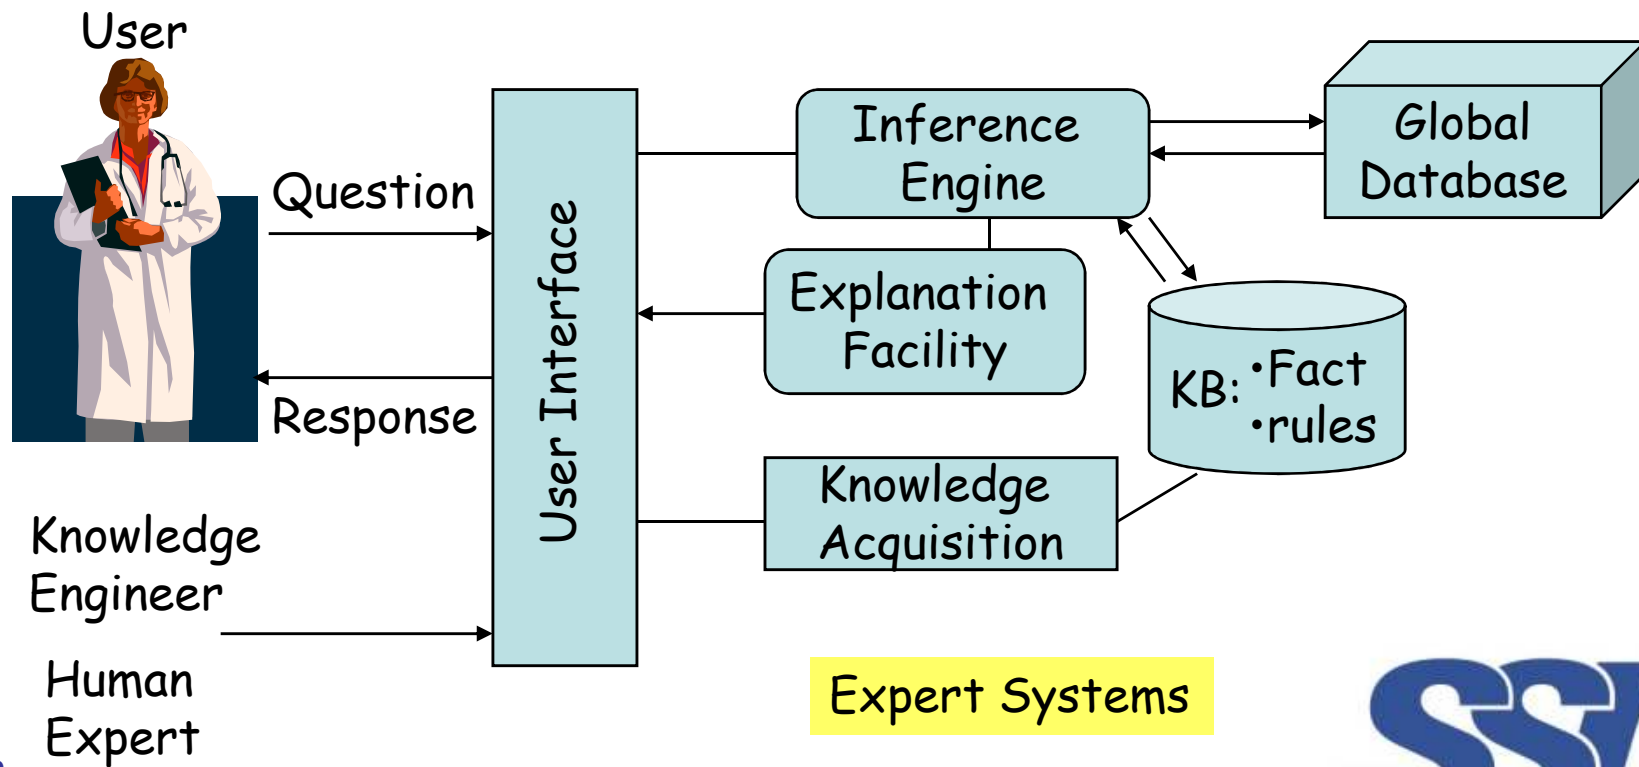 User
Question
Response
Knowledge
Engineer
Human
Expert
User Interface
Inference
Engine
Global
Database
Explanation
Facility
KB:
•Fact
•rules
Knowledge
Acquisition
Expert Systems